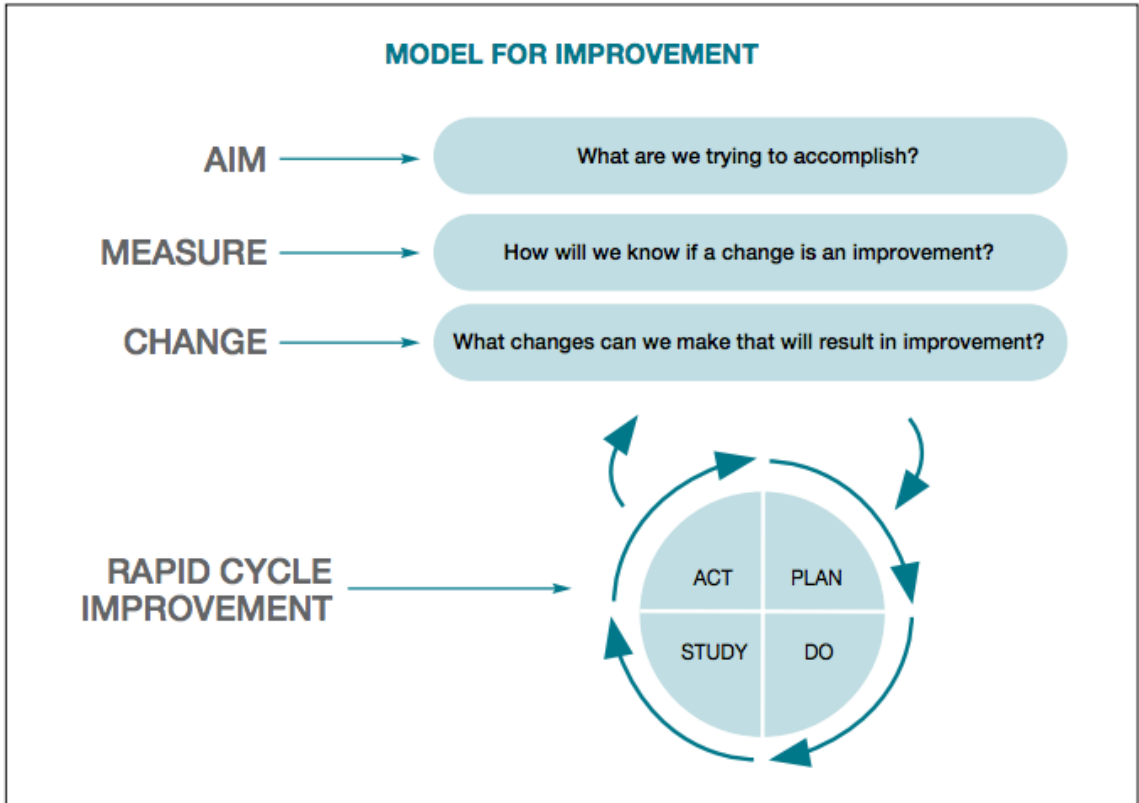 MODEL FOR IMPROVEMENT
AIM
What are we trying to accomplish?
MEASURE
How will we know if a change is an improvement?
CHANGE
What changes can we make that will result in improvement?
RAPID CYCLE
IMPROVEMENT
ACT
PLAN
STUDY
DO